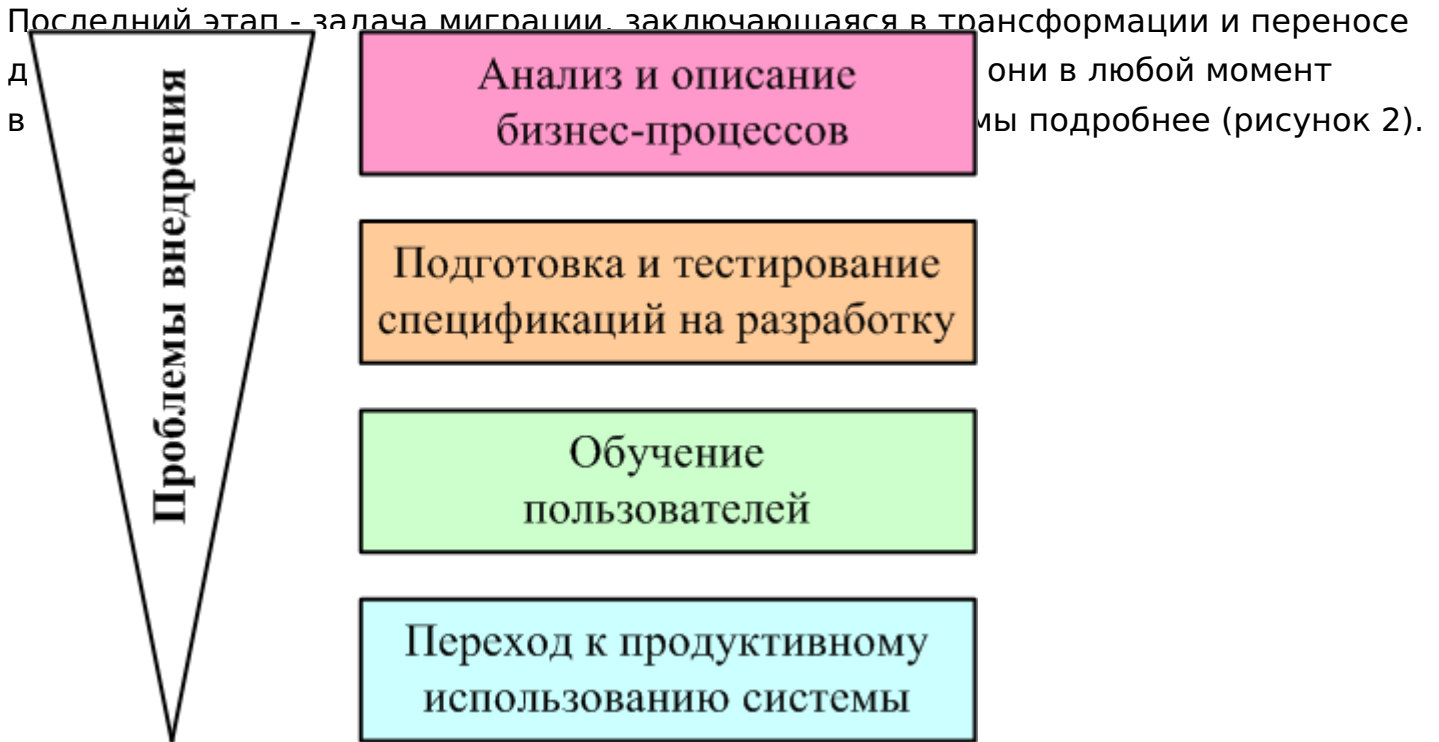 Последний этап - задача миграции, заключающаяся в трансформации и переносе
они в любой момент
в подробнее (рисунок 2).
Проблемы внедрения
Анализ и описание
бизнес-процессов
Подготовка и тестирование
спецификаций на разработку
Обучение
пользователей
Переход к продуктивному
использованию системы